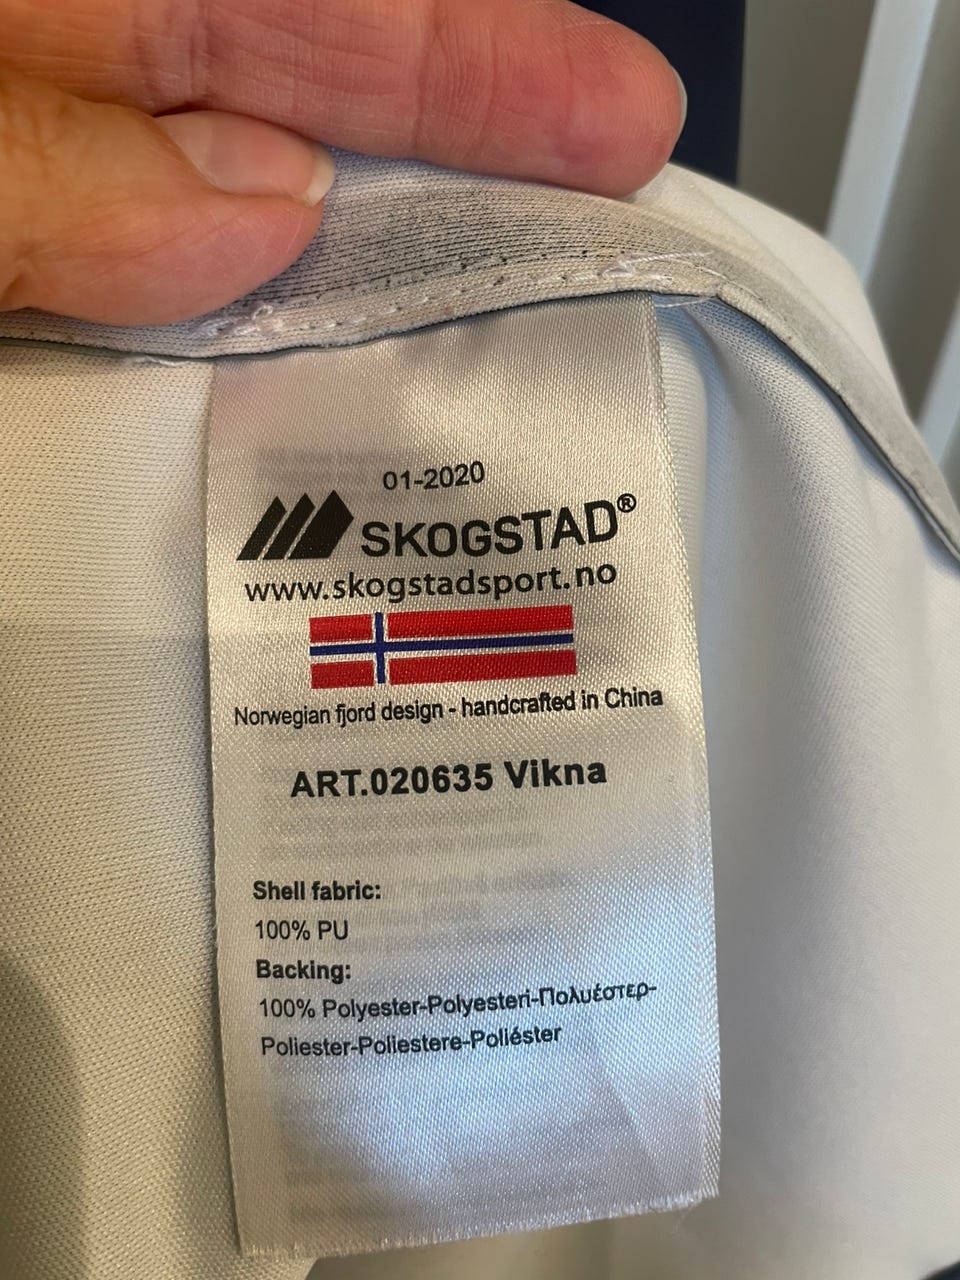 01-2020
SKOGSTAD®
www.skogstadsport.no
Norwegian fjord design - handcrafted in China
ART.020635 Vikna
Shell fabric:
100% PU
Backing:
100% Polyester-Polyesteri-Πολυέστερ-
Poliester-Poliestere-Poliéster